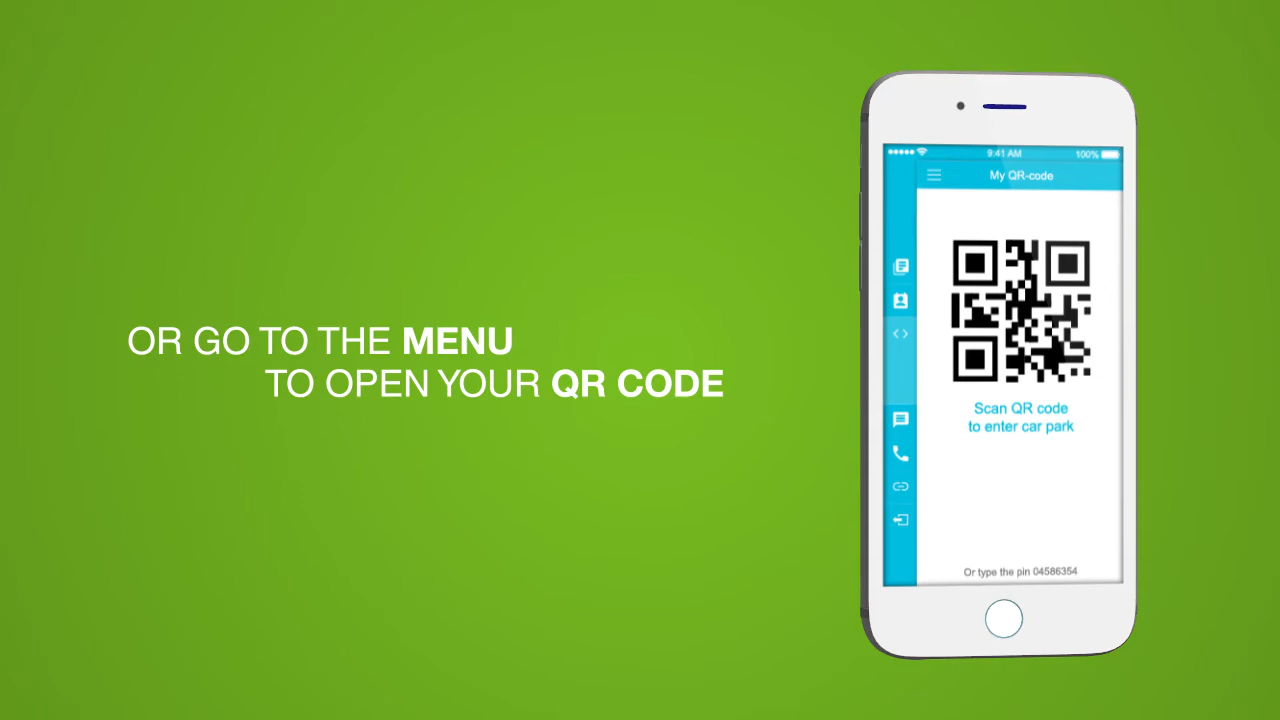 OR GO TO THE MENU
TO OPEN YOUR QR CODE
9:41 AM
100%
My QR-code
Scan QR code
to enter car park
Or type the pin 04586354